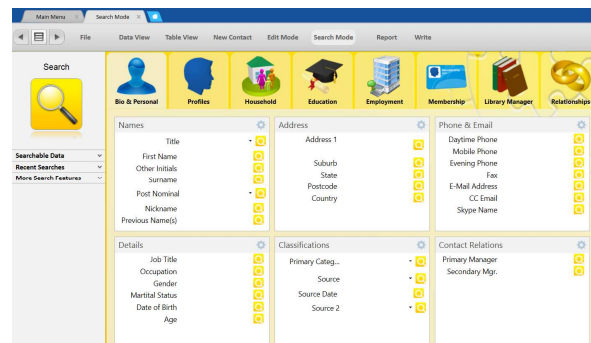 Main Menu
Search Mode
File
Data View
Table View
New Contact
Edit Mode
Search Mode
Report
Write
Search
Searchable Data
Recent Searches
More Search Features
Bio & Personal
Profiles
Household
Education
Employment
Membership
Library Manager
Relationships
Names
Title
First Name
Other Initials
Surname
Post Nominal
Nickname
Previous Name(s)
Address
Address 1
Suburb
State
Postcode
Country
Phone & Email
Daytime Phone
Mobile Phone
Evening Phone
Fax
E-Mail Address
CC Email
Skype Name
Details
Job Title
Occupation
Gender
Martital Status
Date of Birth
Age
Classifications
Primary Categ...
Source
Source Date
Source 2
Contact Relations
Primary Manager
Secondary Mgr.